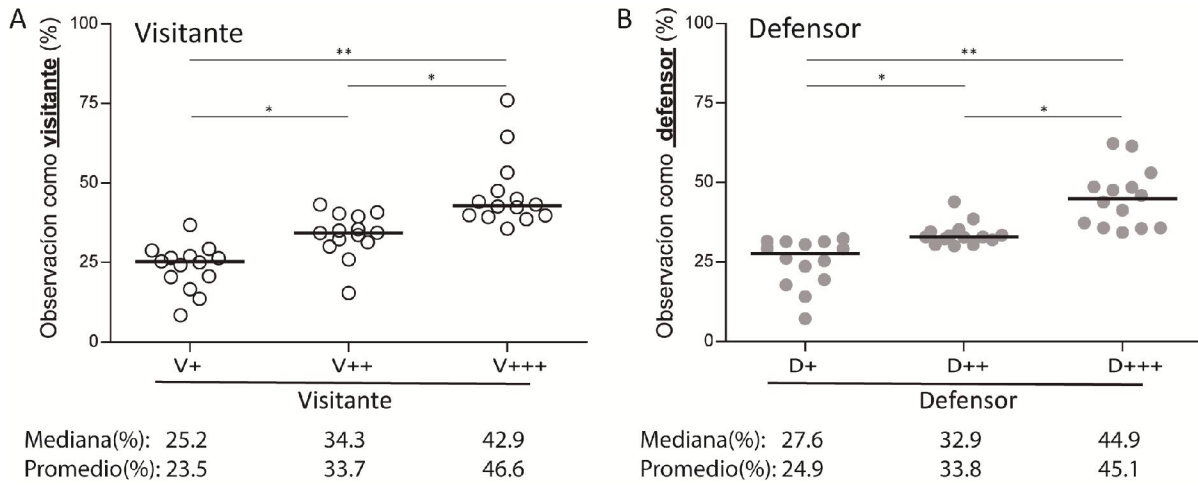 A
Visitante
Observacíon como visitante (%)
100
75
50
25
0
**
*
*
V+ V++ V+++
Visitante
Mediana(%): 25.2 34.3 42.9
Promedio(%): 23.5 33.7 46.6
B
Defensor
Observacíon como defensor (%)
100
75
50
25
0
**
*
*
D+ D++ D+++
Defensor
Mediana(%): 27.6 32.9 44.9
Promedio(%): 24.9 33.8 45.1